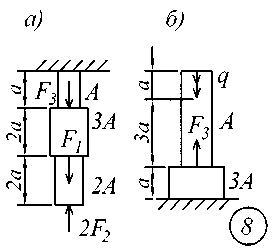 а) б)
a F₃ A
2a F₁ 3A
2a 2A
2F₂
a q
3a F₃ A
a 3A
8